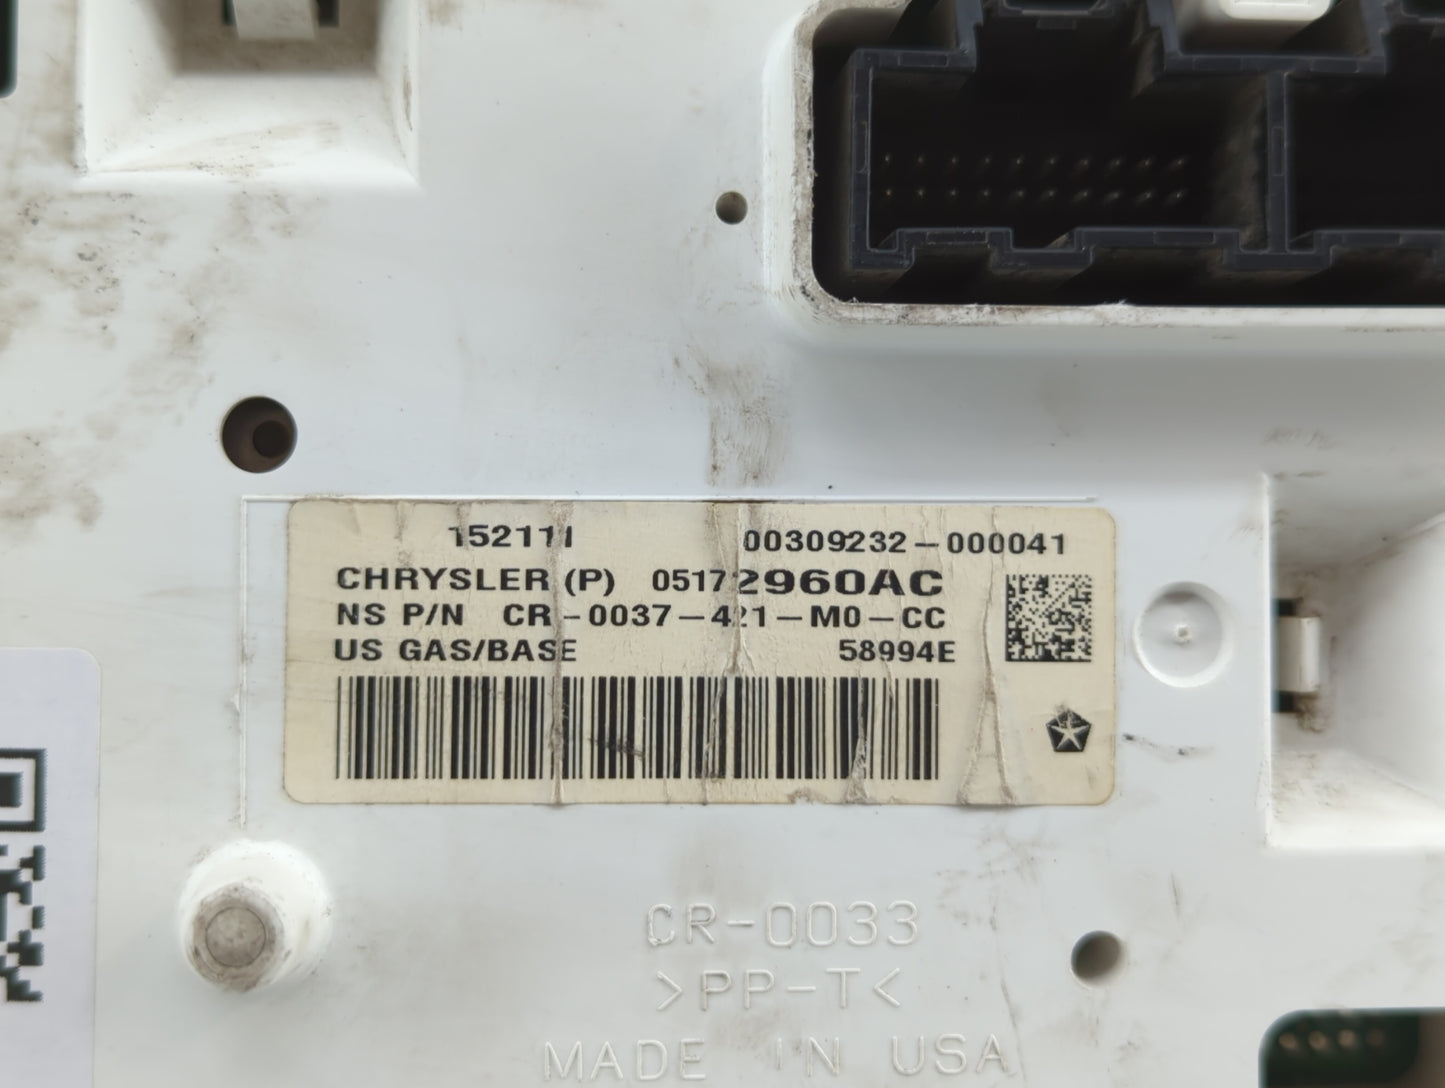 152111 00309232-000041
CHRYSLER (P) 05172960AC
NS P/N CR-0037-421-M0-CC
US GAS/BASE 58994E
CR-0033
>PP-T<
MADE IN USA